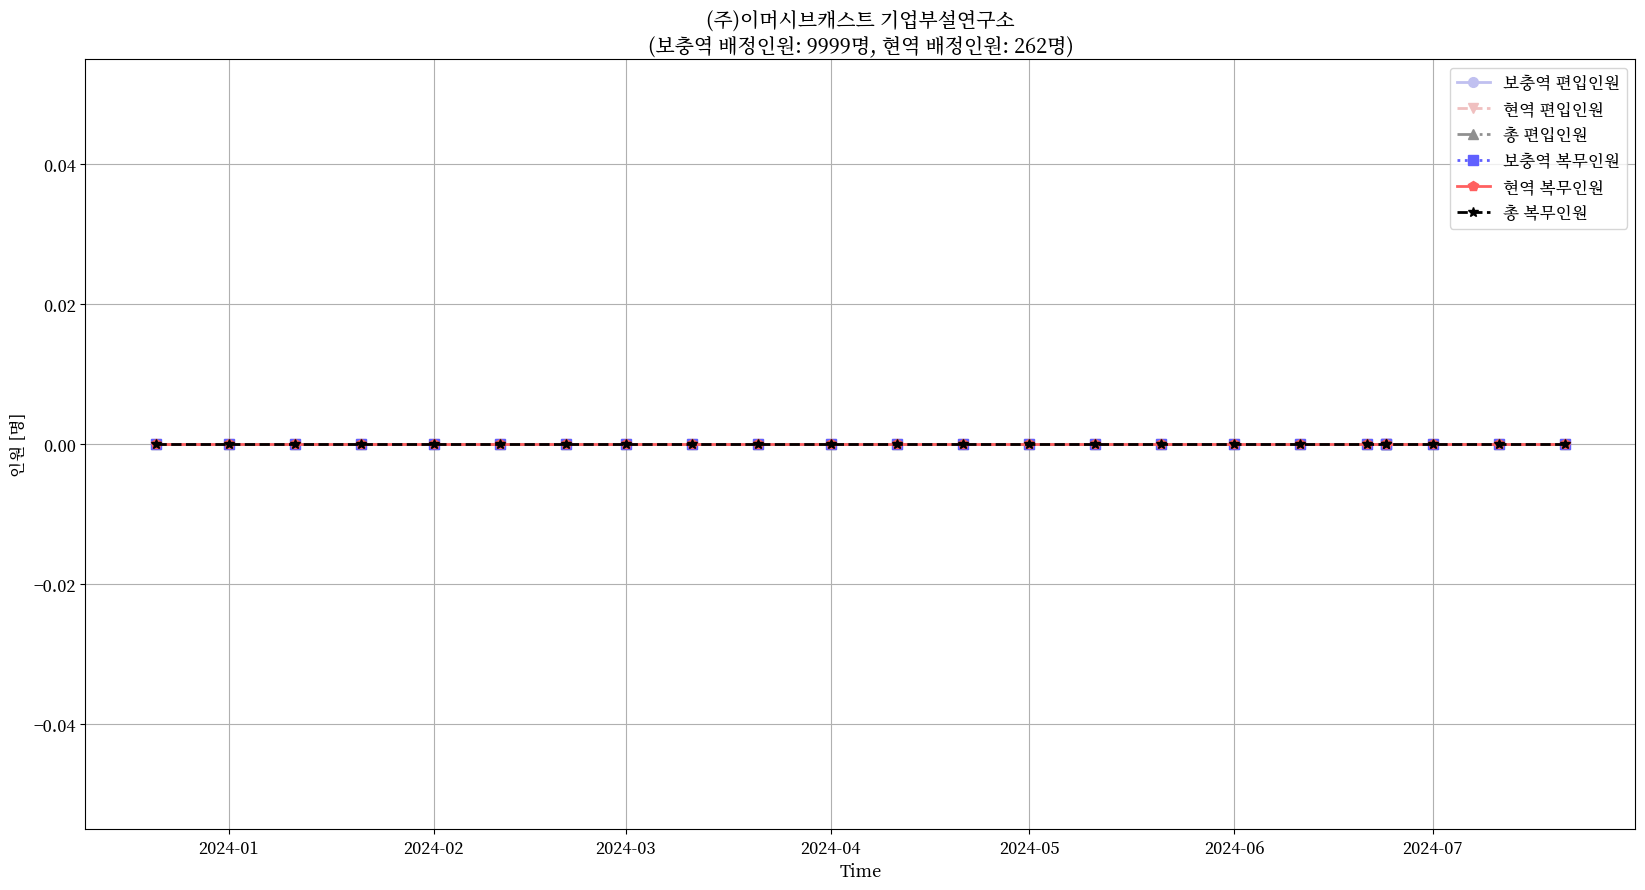 (주)이머시브캐스트 기업부설연구소
(보충역 배정인원: 9999명, 현역 배정인원: 262명)
보충역 편입인원
현역 편입인원
총 편입인원
보충역 복무인원
현역 복무인원
총 복무인원
0.04
0.02
0.00
−0.02
−0.04
인원 [명]
2024-01
2024-02
2024-03
2024-04
2024-05
2024-06
2024-07
Time